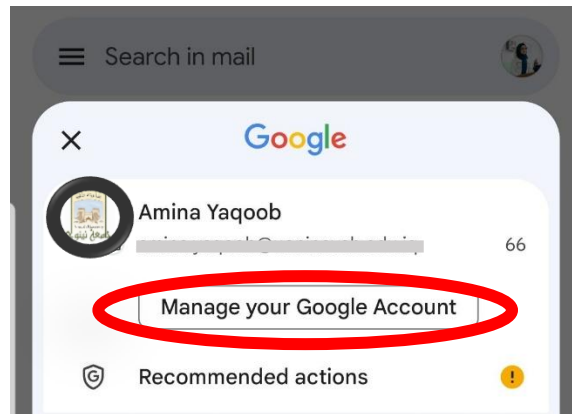 Search in mail
Google
Amina Yaqoob
66
Manage your Google Account
Recommended actions